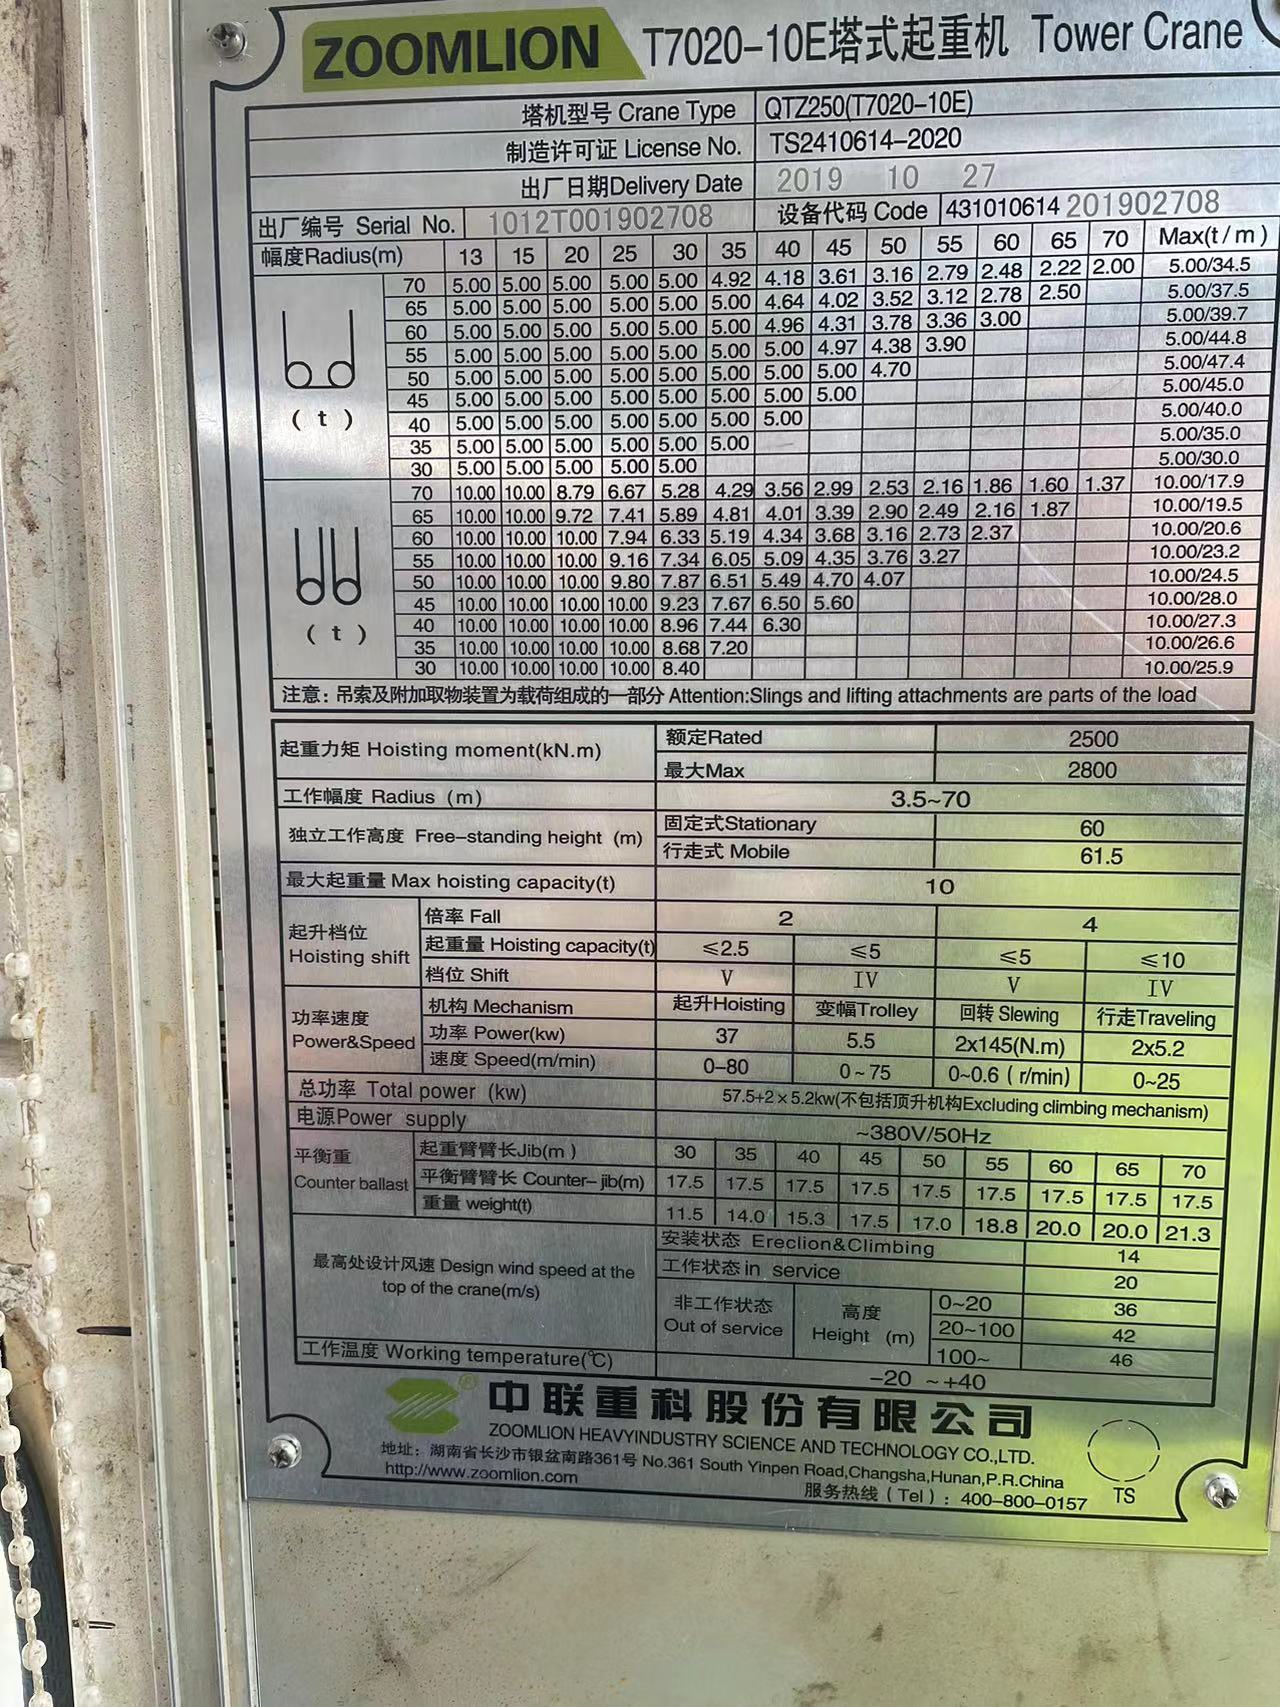 ZOOMLION T7020-10E塔式起重机 Tower Crane
塔机型号 Crane Type QTZ250(T7020-10E)
制造许可证 License No. TS2410614-2020
出厂日期Delivery Date 2019 10 27
出厂编号 Serial No. 1012T001902708 设备代码 Code 431010614 201902708
幅度Radius(m) 13 15 20 25 30 35 40 45 50 55 60 65 70 Max(t/m)
70 5.00 5.00 5.00 5.00 5.00 4.92 4.18 3.61 3.16 2.79 2.48 2.22 2.00 5.00/34.5
65 5.00 5.00 5.00 5.00 5.00 5.00 4.64 4.02 3.52 3.12 2.78 2.50 5.00/37.5
60 5.00 5.00 5.00 5.00 5.00 5.00 4.96 4.31 3.78 3.36 3.00 5.00/39.7
55 5.00 5.00 5.00 5.00 5.00 5.00 5.00 4.97 4.38 3.90 5.00/44.8
50 5.00 5.00 5.00 5.00 5.00 5.00 5.00 5.00 4.70 5.00/47.4
45 5.00 5.00 5.00 5.00 5.00 5.00 5.00 5.00 5.00/45.0
(t) 40 5.00 5.00 5.00 5.00 5.00 5.00 5.00 5.00/40.0
35 5.00 5.00 5.00 5.00 5.00 5.00 5.00/35.0
30 5.00 5.00 5.00 5.00 5.00 5.00/30.0
70 10.00 10.00 8.79 6.67 5.28 4.29 3.56 2.99 2.53 2.16 1.86 1.60 1.37 10.00/17.9
65 10.00 10.00 9.72 7.41 5.89 4.81 4.01 3.39 2.90 2.49 2.16 1.87 10.00/19.5
60 10.00 10.00 10.00 7.94 6.33 5.19 4.34 3.68 3.16 2.73 2.37 10.00/20.6
55 10.00 10.00 10.00 9.16 7.34 6.05 5.09 4.35 3.76 3.27 10.00/23.2
50 10.00 10.00 10.00 9.80 7.87 6.51 5.49 4.70 4.07 10.00/24.5
45 10.00 10.00 10.00 10.00 9.23 7.67 6.50 5.60 10.00/28.0
(t) 40 10.00 10.00 10.00 10.00 8.96 7.44 6.30 10.00/27.3
35 10.00 10.00 10.00 10.00 8.68 7.20 10.00/26.6
30 10.00 10.00 10.00 10.00 8.40 10.00/25.9
注意: 吊索及附加取物装置为载荷组成的一部分 Attention:Slings and lifting attachments are parts of the load
起重力矩 Hoisting moment(kN.m) 额定Rated 2500
最大Max 2800
工作幅度 Radius (m) 3.5~70
独立工作高度 Free-standing height (m) 固定式Stationary 60
行走式 Mobile 61.5
最大起重量 Max hoisting capacity(t) 10
起升档位 Hoisting shift 倍率 Fall 2 4
起重量 Hoisting capacity(t) ≤2.5 ≤5 ≤5 ≤10
档位 Shift V IV V IV
功率速度 Power&Speed 机构 Mechanism 起升Hoisting 变幅Trolley 回转 Slewing 行走Traveling
功率 Power(kw) 37 5.5 2x145(N.m) 2x5.2
速度 Speed(m/min) 0-80 0~75 0~0.6 (r/min) 0~25
总功率 Total power (kw) 57.5+2×5.2kw(不包括顶升机构Excluding climbing mechanism)
电源Power supply ~380V/50Hz
平衡重 Counter ballast 起重臂臂长Jib(m) 30 35 40 45 50 55 60 65 70
平衡臂臂长 Counter-jib(m) 17.5 17.5 17.5 17.5 17.5 17.5 17.5 17.5 17.5
重量 weight(t) 11.5 14.0 15.3 17.5 17.0 18.8 20.0 20.0 21.3
最高处设计风速 Design wind speed at the top of the crane(m/s) 安装状态 Ereclion&Climbing 14
工作状态in service 20
非工作状态 Out of service 高度 Height (m) 0~20 36
20~100 42
100~ 46
工作温度 Working temperature(℃) -20 ~+40
® 中联重科股份有限公司
ZOOMLION HEAVYINDUSTRY SCIENCE AND TECHNOLOGY CO.,LTD.
地址: 湖南省长沙市银盆南路361号 No.361 South Yinpen Road,Changsha,Hunan,P.R.China
http://www.zoomlion.com 服务热线(Tel): 400-800-0157 TS